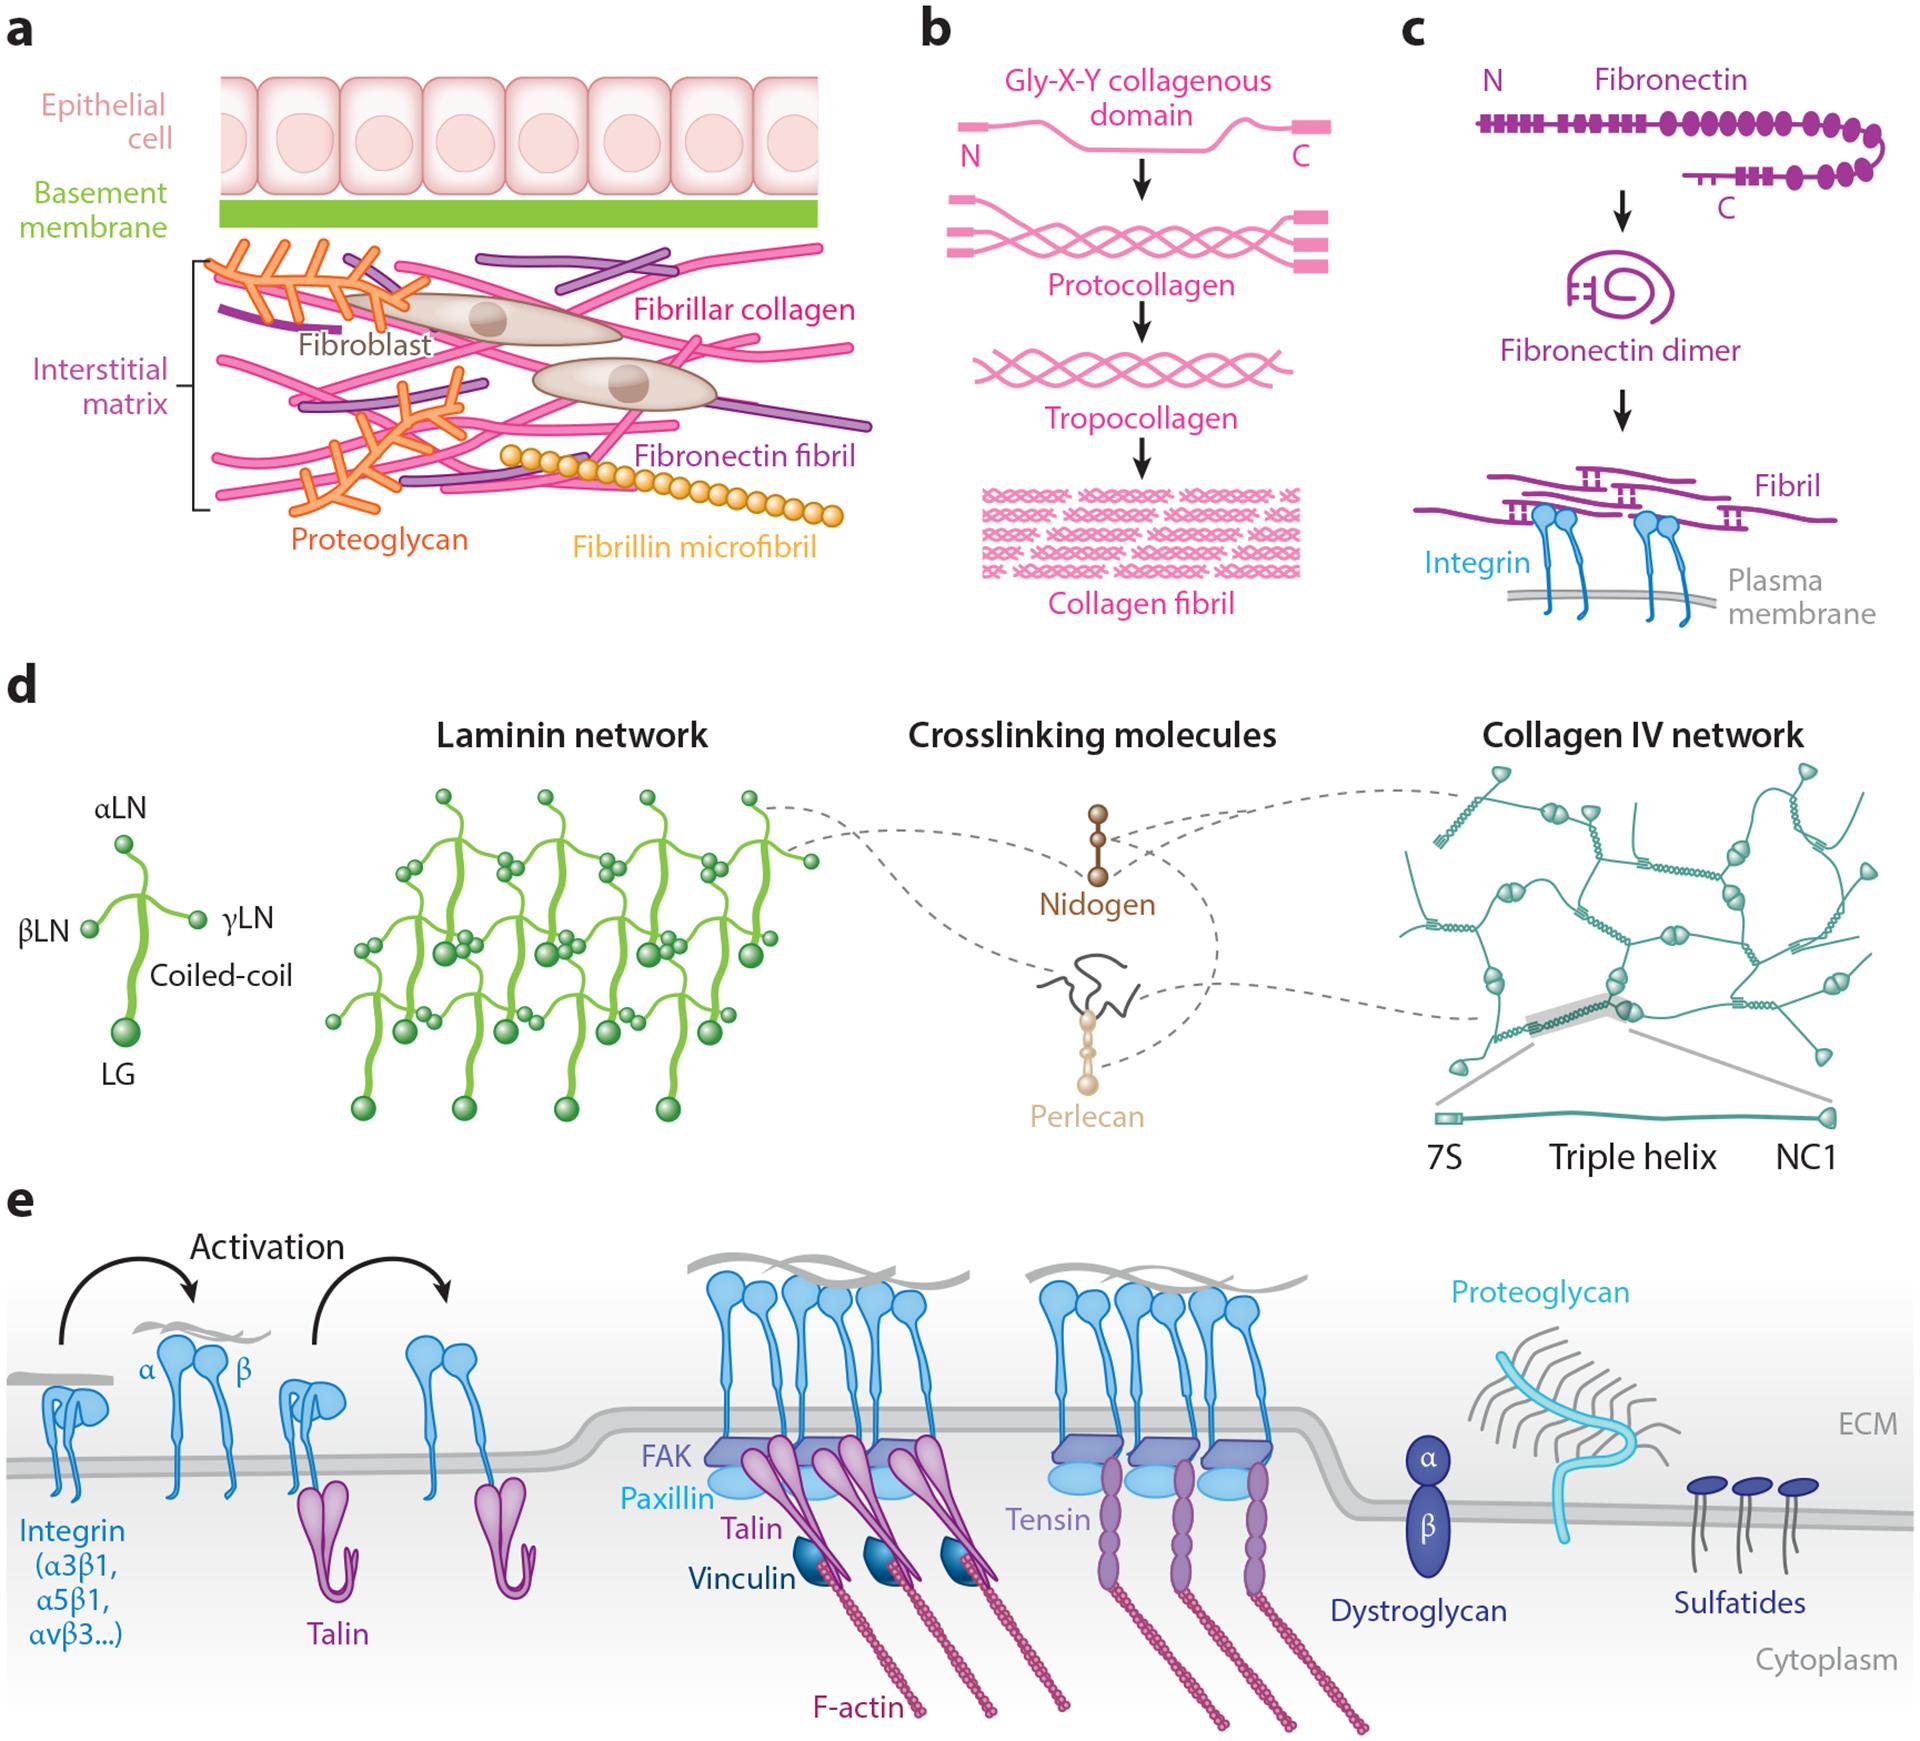 a
Epithelial
cell
Basement
membrane
Interstitial
matrix
Fibrillar collagen
Fibroblast
Fibronectin fibril
Proteoglycan
Fibrillin microfibril
b
Gly-X-Y collagenous
domain
N
C
Protocollagen
Tropocollagen
Collagen fibril
c
N
Fibronectin
C
Fibronectin dimer
Fibril
Integrin
Plasma
membrane
d
Laminin network
Crosslinking molecules
Collagen IV network
αLN
βLN
γLN
Coiled-coil
LG
Nidogen
Perlecan
7S
Triple helix
NC1
e
Activation
α
β
Integrin
(α3β1,
α5β1,
αvβ3...)
Talin
FAK
Paxillin
Talin
Vinculin
F-actin
Tensin
Proteoglycan
ECM
α
β
Dystroglycan
Sulfatides
Cytoplasm